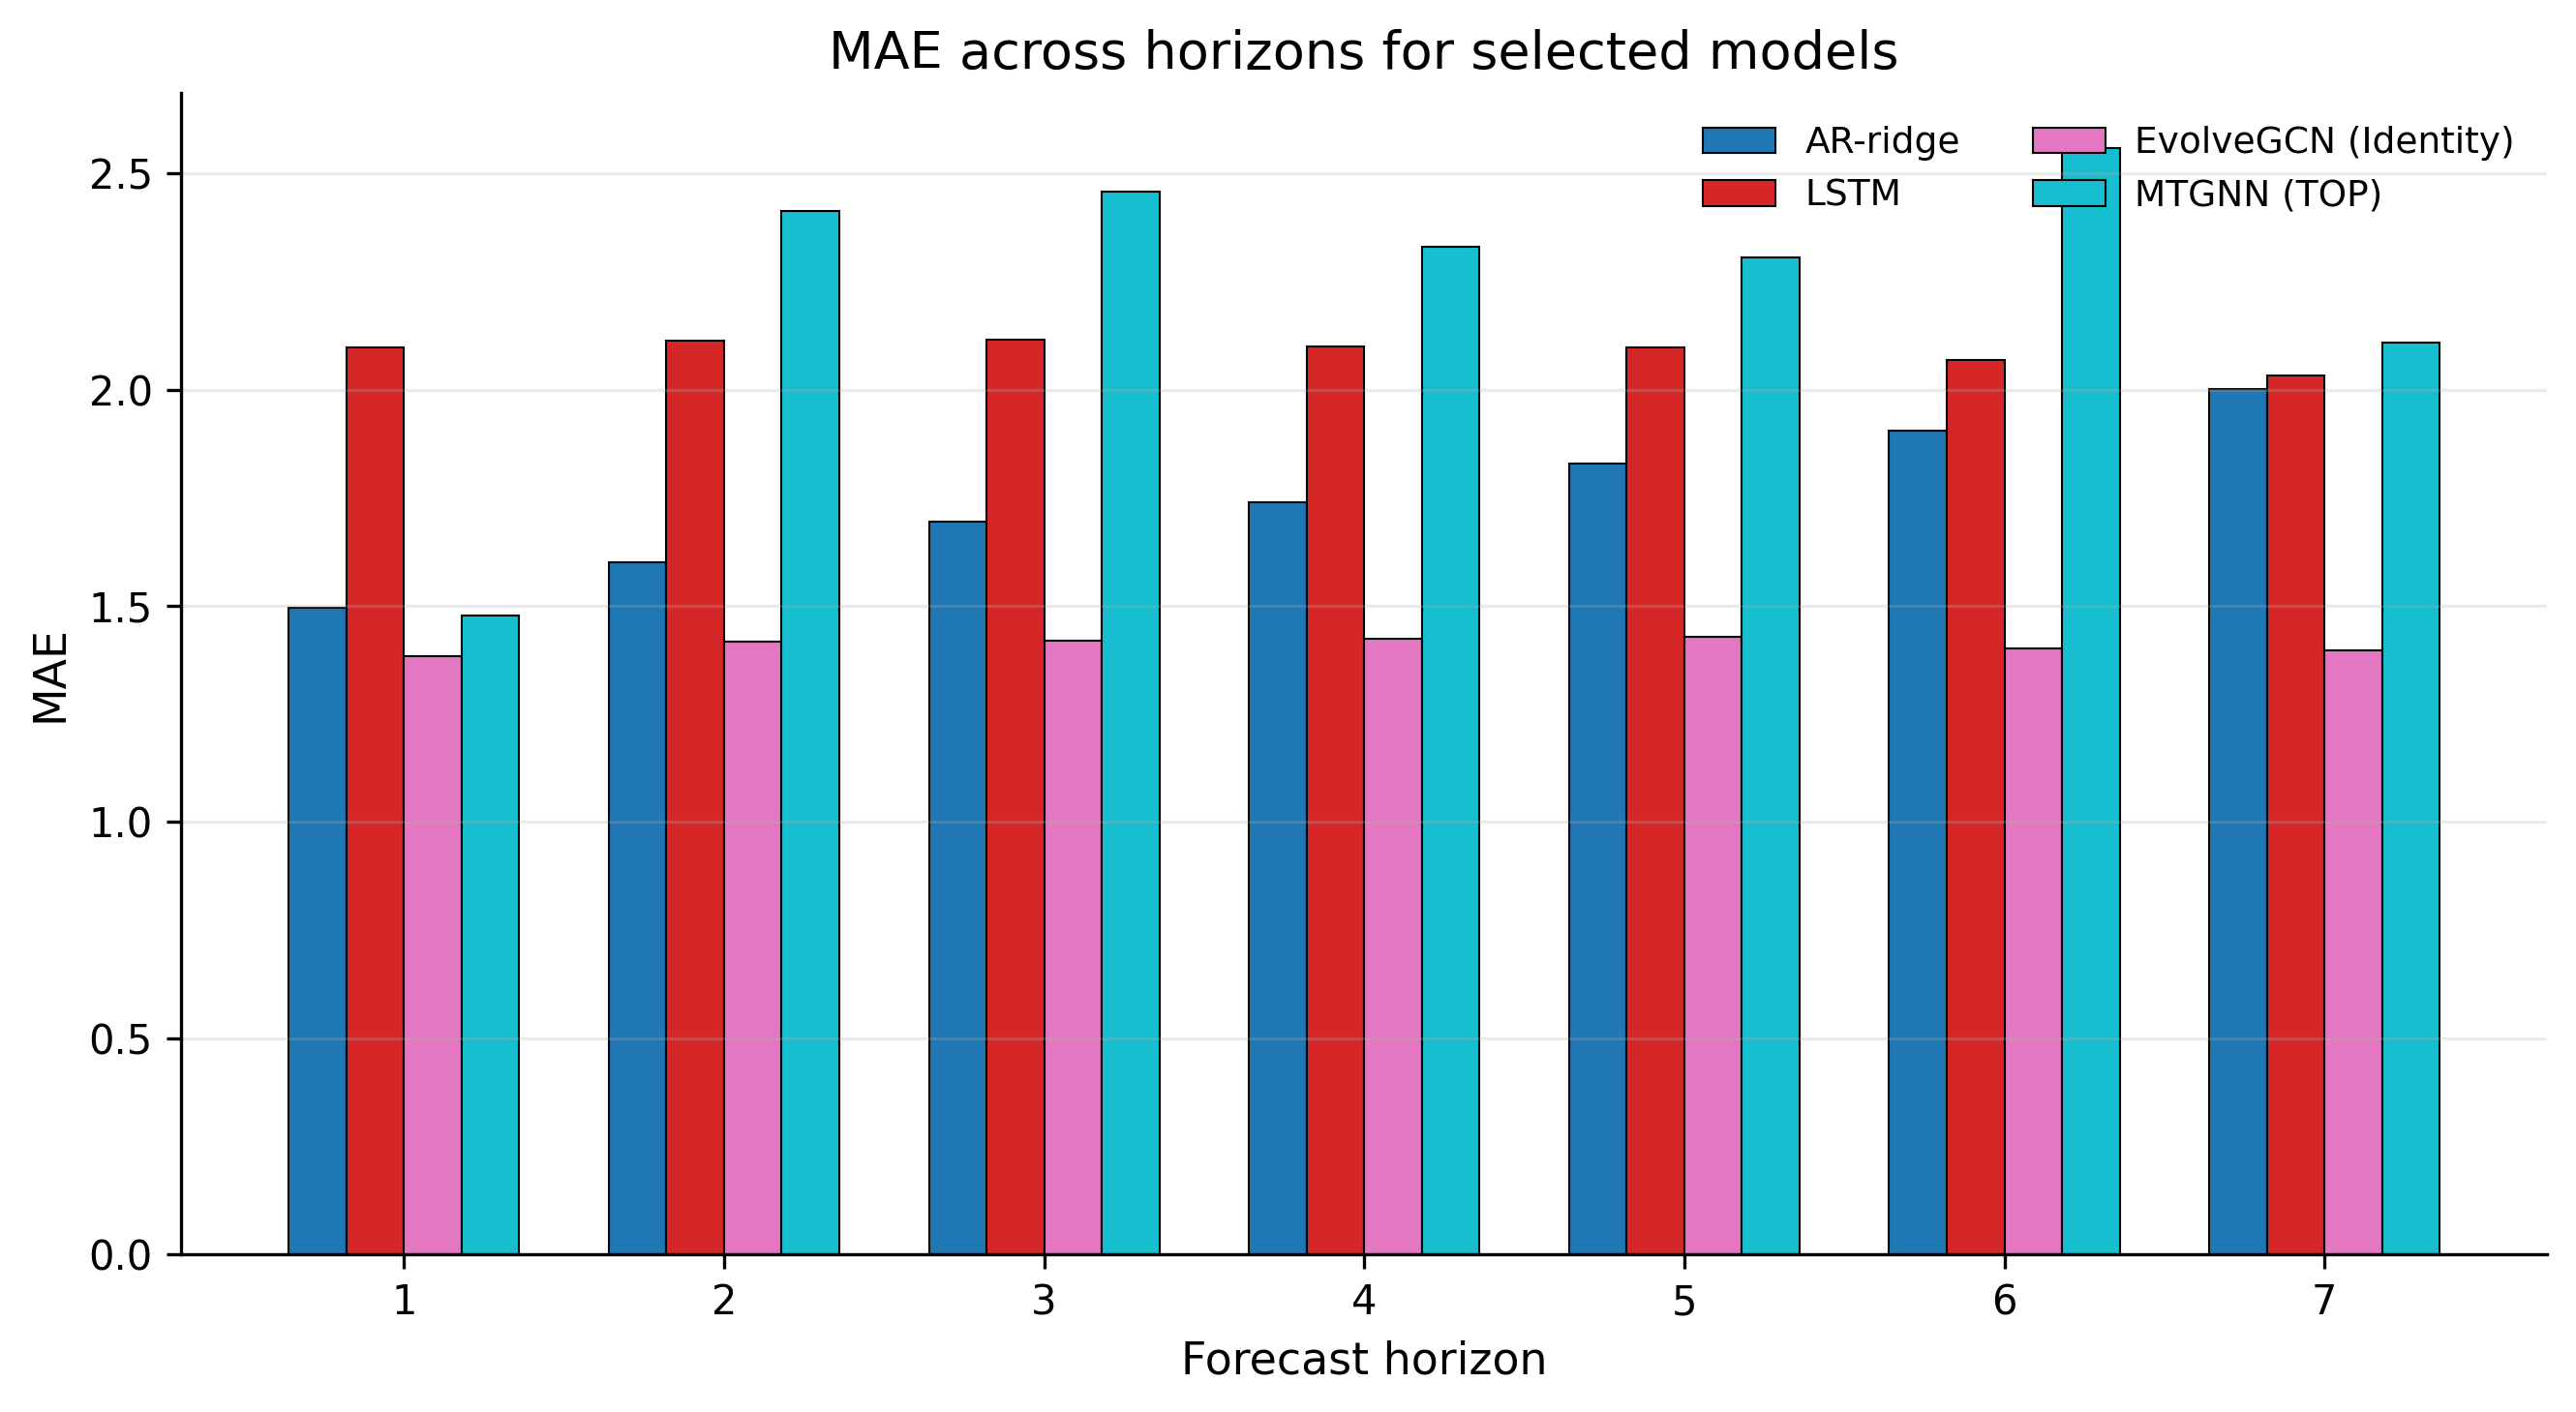 MAE across horizons for selected models
AR-ridge
LSTM
EvolveGCN (Identity)
MTGNN (TOP)
MAE
2.5
2.0
1.5
1.0
0.5
0.0
1 2 3 4 5 6 7
Forecast horizon